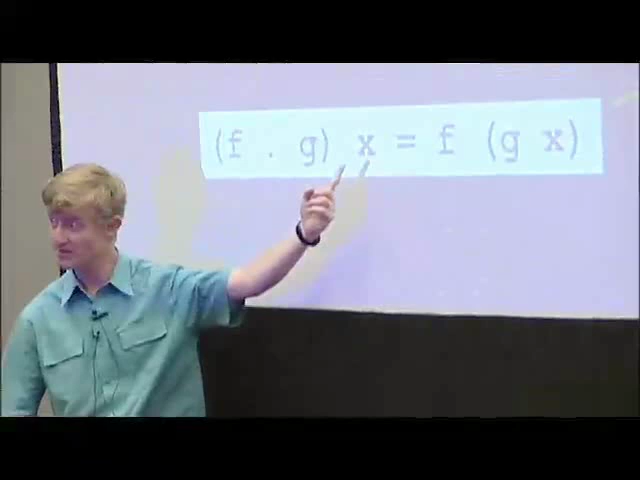 (f . g) x = f (g x)